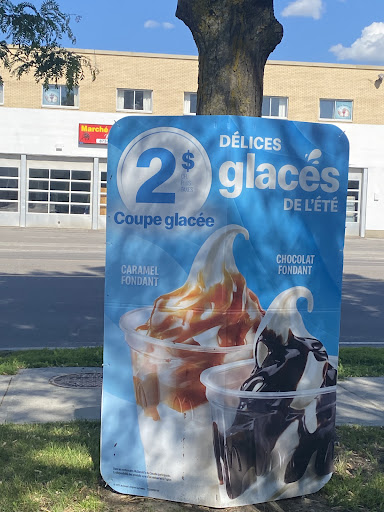 Marché
2$
Coupe glacée
DÉLICES
glacés
DE L'ÉTÉ
CARAMEL
FONDANT
CHOCOLAT
FONDANT